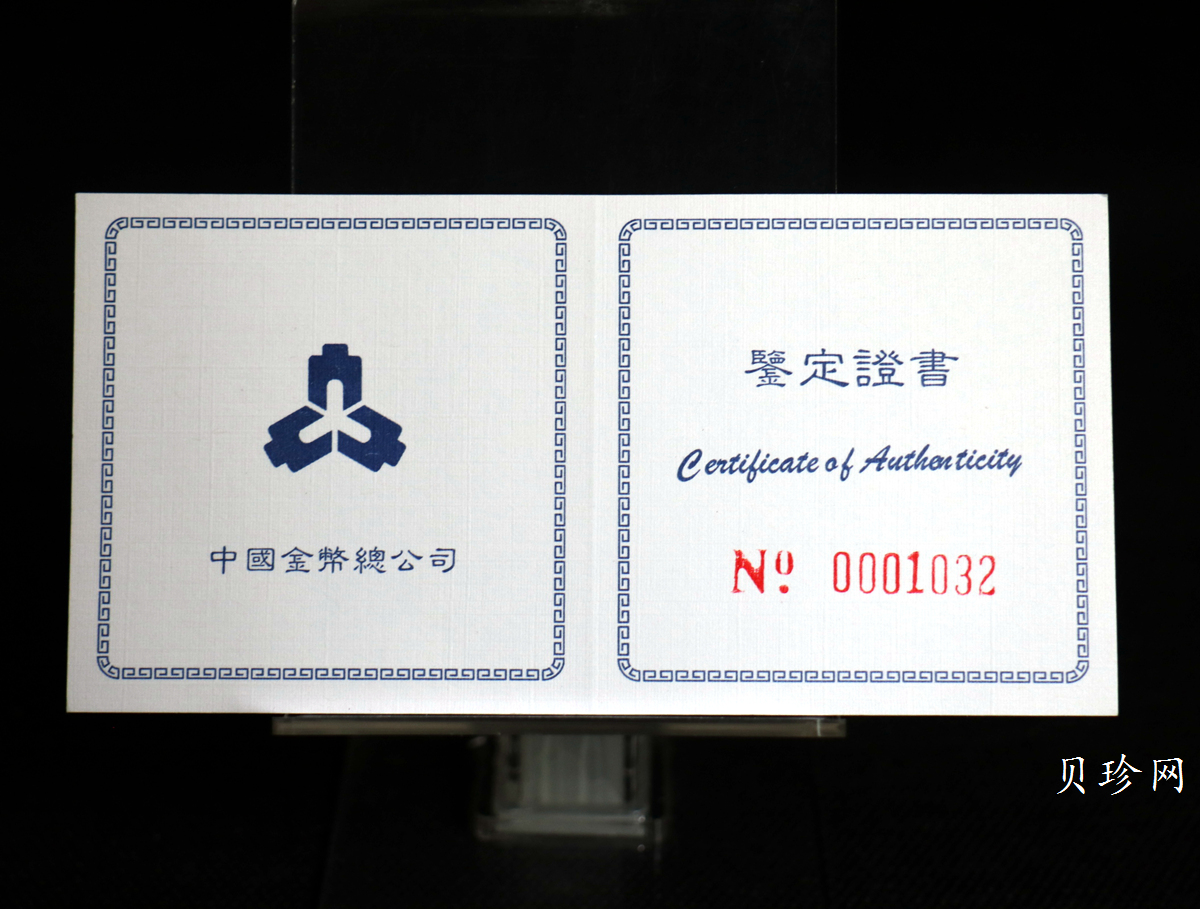 中國金幣總公司
鑒定證書
Certificate of Authenticity
Nº 0001032
贝珍网